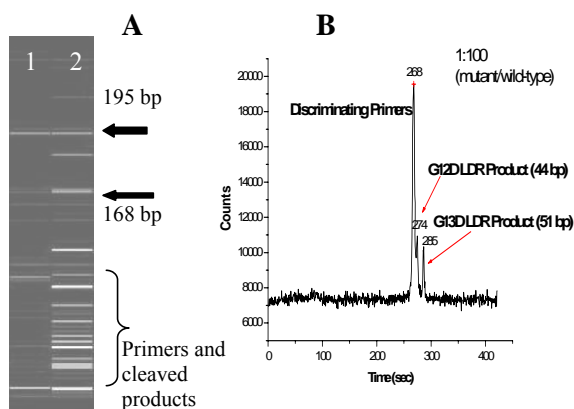 A
1 2
195 bp
168 bp
Primers and
cleaved
products
B
1:100
(mutant/wild-type)
268
Discriminating Primers
G12D LDR Product (44 bp)
274
G13D LDR Product (51 bp)
285
Counts
20000
18000
16000
14000
12000
10000
8000
6000
0 100 200 300 400
Time (sec)